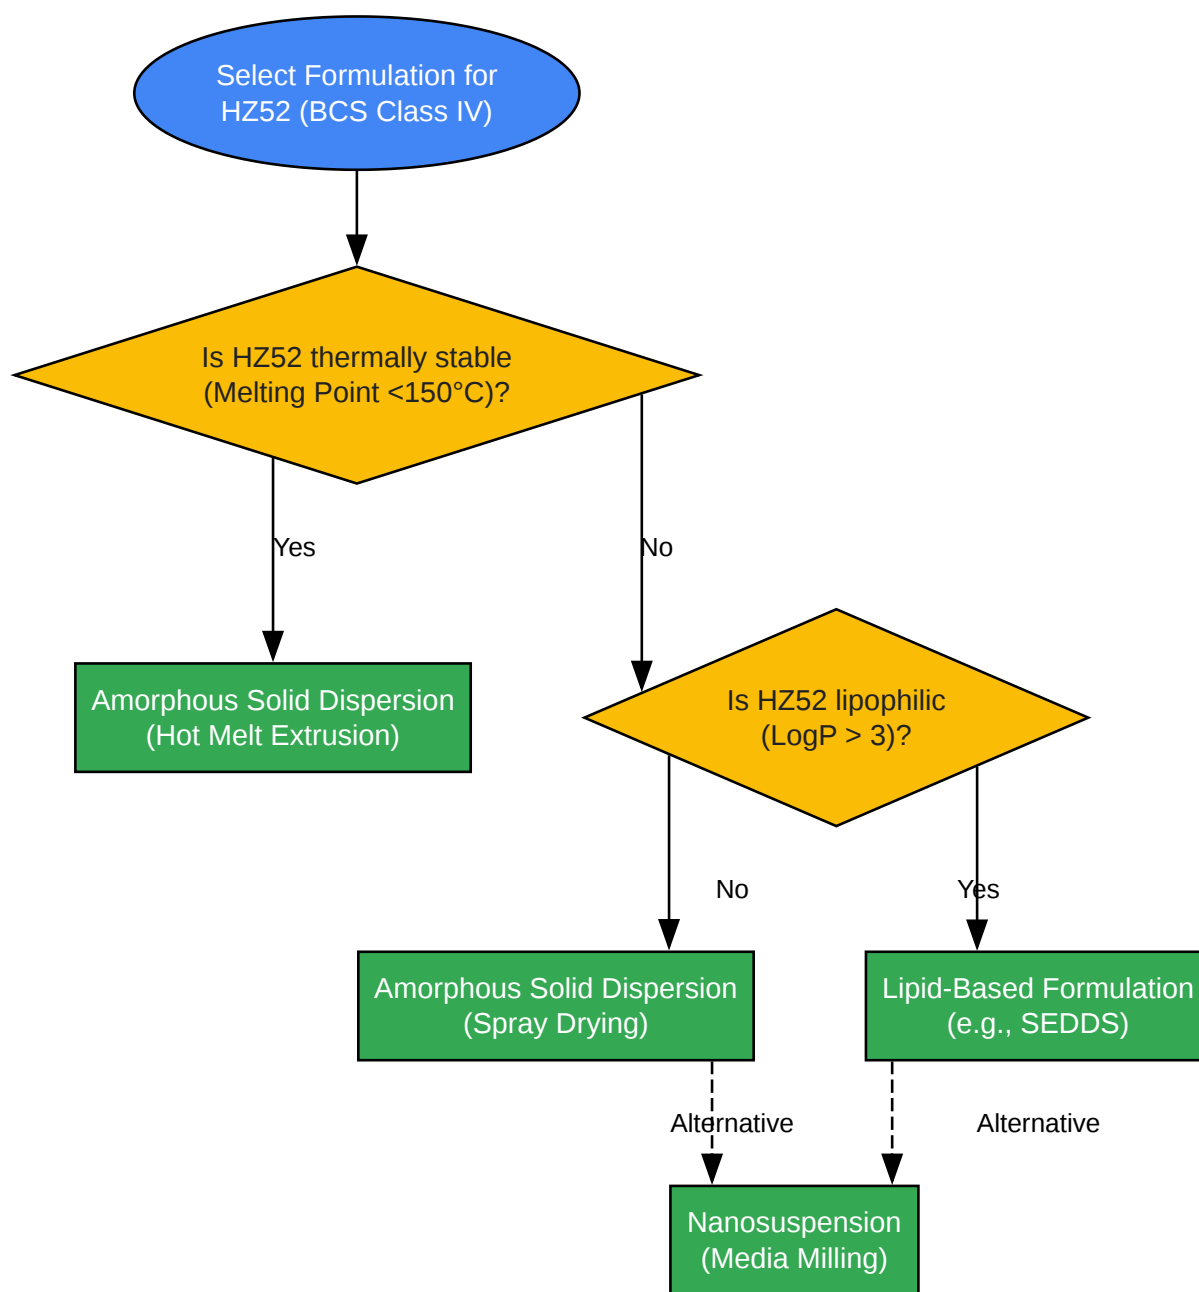 Select Formulation for
HZ52 (BCS Class IV)
Is HZ52 thermally stable
(Melting Point <150°C)?
Yes
No
Amorphous Solid Dispersion
(Hot Melt Extrusion)
Is HZ52 lipophilic
(LogP > 3)?
No
Yes
Amorphous Solid Dispersion
(Spray Drying)
Lipid-Based Formulation
(e.g., SEDDS)
Alternative
Alternative
Nanosuspension
(Media Milling)